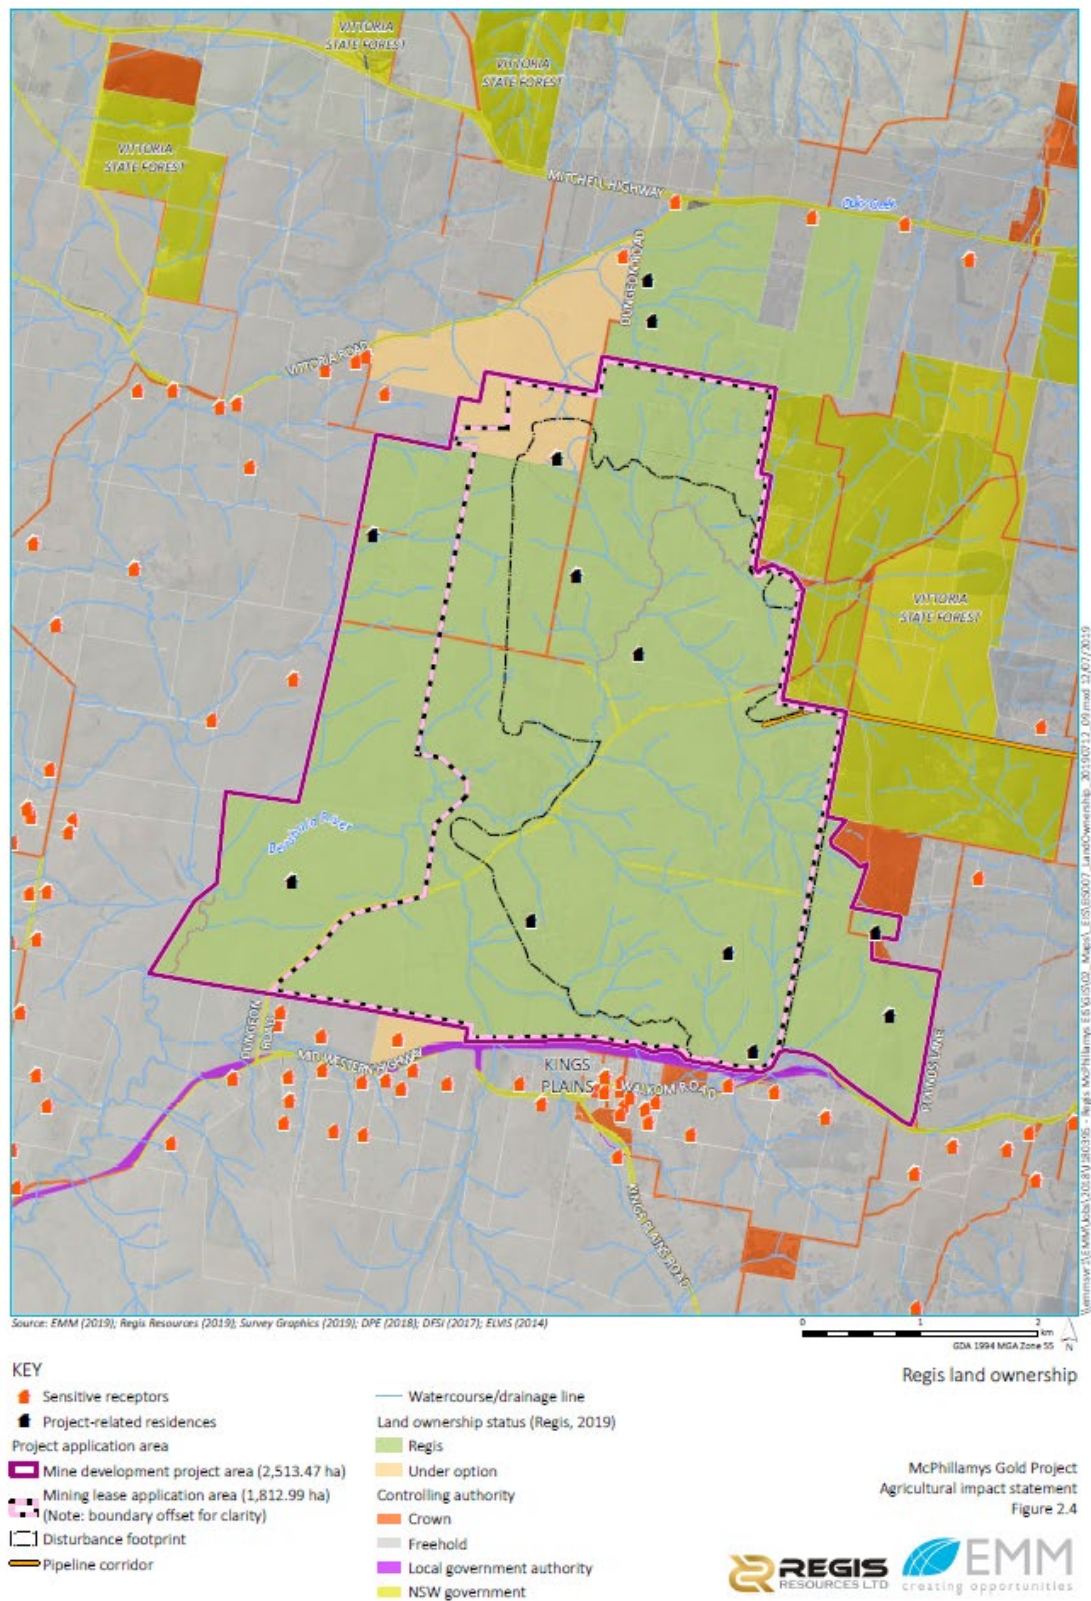 VITTORIA
STATE FOREST
VITTORIA
STATE FOREST
VITTORIA
STATE FOREST
MITCHELL HIGHWAY
DUNGEON ROAD
VITTORIA ROAD
VITTORIA
STATE FOREST
Belubula River
DUNGEON
ROAD
MID WESTERN HIGHWAY
KINGS
PLAINS
WALKOM ROAD
KINGS PLAINS ROAD
Source: EMM (2019); Regis Resources (2019); Survey Graphics (2019); DPE (2018); DFSI (2017); ELVIS (2014)
0 1 2
km
GDA 1994 MGA Zone 55
N
KEY
Sensitive receptors
Project-related residences
Project application area
Mine development project area (2,513.47 ha)
Mining lease application area (1,812.99 ha)
(Note: boundary offset for clarity)
Disturbance footprint
Pipeline corridor
Watercourse/drainage line
Land ownership status (Regis, 2019)
Regis
Under option
Controlling authority
Crown
Freehold
Local government authority
NSW government
Regis land ownership
McPhillamys Gold Project
Agricultural impact statement
Figure 2.4
REGIS
RESOURCES LTD
EMM
creating opportunities